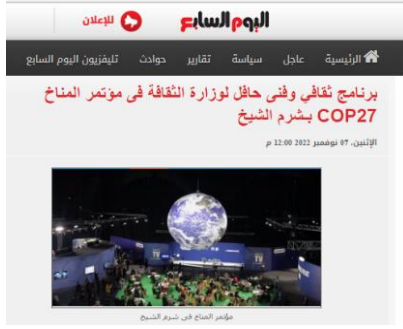 اليوم السابع
للإعلان
الرئيسية عاجل سياسة تقارير حوادث تليفزيون اليوم السابع
برنامج ثقافي وفنى حافل لوزارة الثقافة فى مؤتمر المناخ
COP27 بشرم الشيخ
الإثنين، 07 نوفمبر 2022 12:00 م
مؤتمر المناخ فى شرم الشيخ